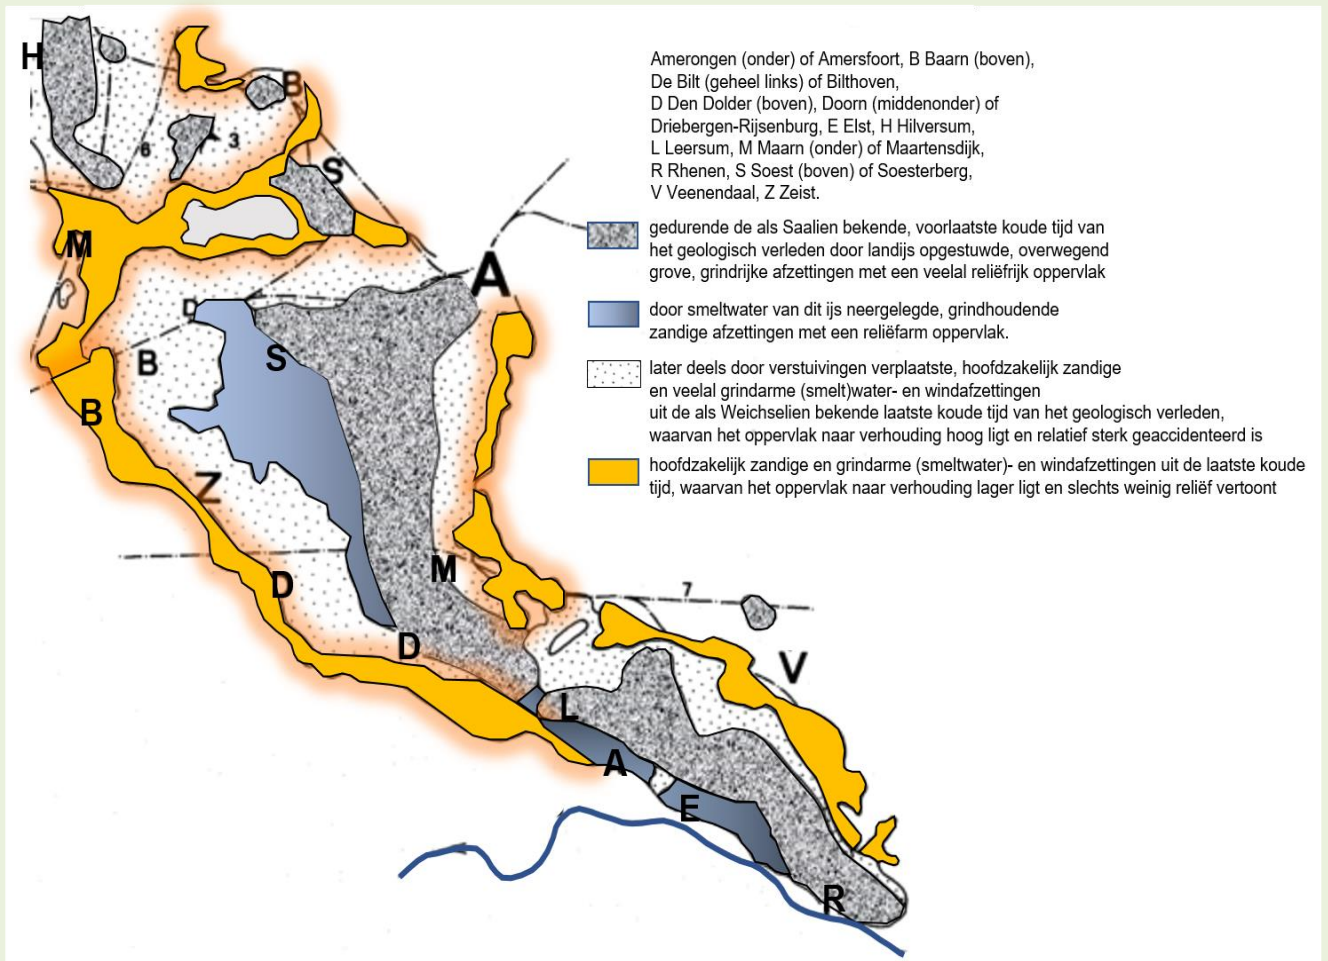 H
B
6
3
S
M
A
D
B
S
B
Z
D
M
D
7
V
L
A
E
R
Amerongen (onder) of Amersfoort, B Baarn (boven),
De Bilt (geheel links) of Bilthoven,
D Den Dolder (boven), Doorn (middenonder) of
Driebergen-Rijsenburg, E Elst, H Hilversum,
L Leersum, M Maarn (onder) of Maartensdijk,
R Rhenen, S Soest (boven) of Soesterberg,
V Veenendaal, Z Zeist.
gedurende de als Saalien bekende, voorlaatste koude tijd van
het geologisch verleden door landijs opgestuwde, overwegend
grove, grindrijke afzettingen met een veelal reliëfrijk oppervlak
door smeltwater van dit ijs neergelegde, grindhoudende
zandige afzettingen met een reliëfarm oppervlak.
later deels door verstuivingen verplaatste, hoofdzakelijk zandige
en veelal grindarme (smelt)water- en windafzettingen
uit de als Weichselien bekende laatste koude tijd van het geologisch verleden,
waarvan het oppervlak naar verhouding hoog ligt en relatief sterk geaccidenteerd is
hoofdzakelijk zandige en grindarme (smeltwater)- en windafzettingen uit de laatste koude
tijd, waarvan het oppervlak naar verhouding lager ligt en slechts weinig reliëf vertoont